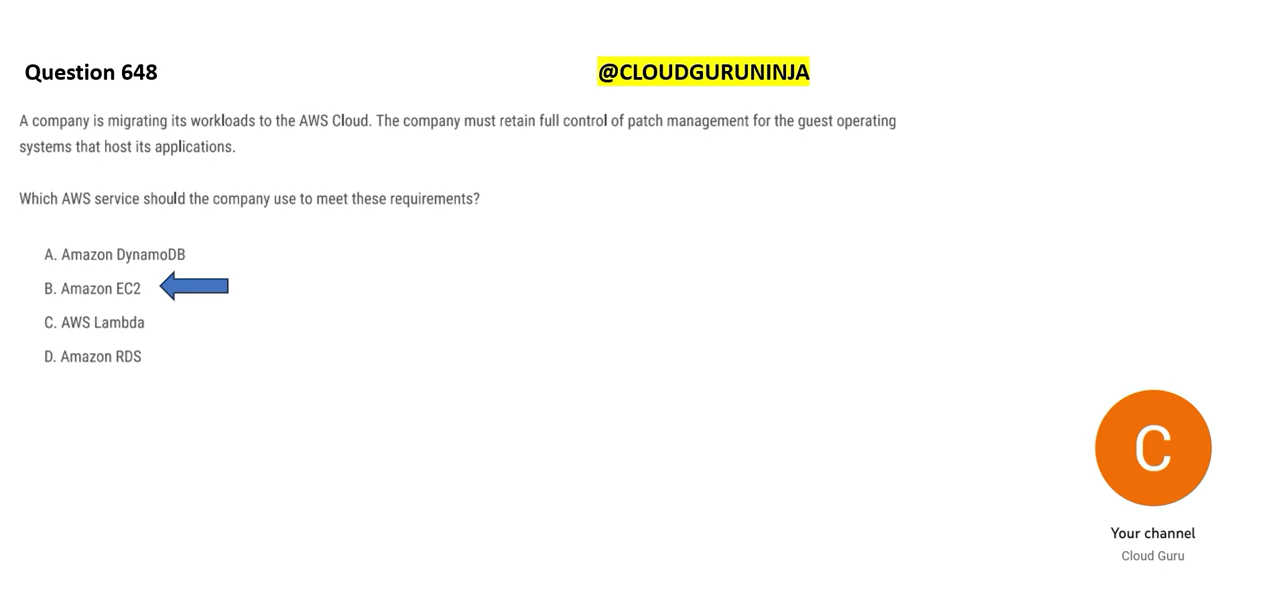 Question 648
@CLOUDGURUNINJA
A company is migrating its workloads to the AWS Cloud. The company must retain full control of patch management for the guest operating
systems that host its applications.
Which AWS service should the company use to meet these requirements?
A. Amazon DynamoDB
B. Amazon EC2
C. AWS Lambda
D. Amazon RDS
C
Your channel
Cloud Guru